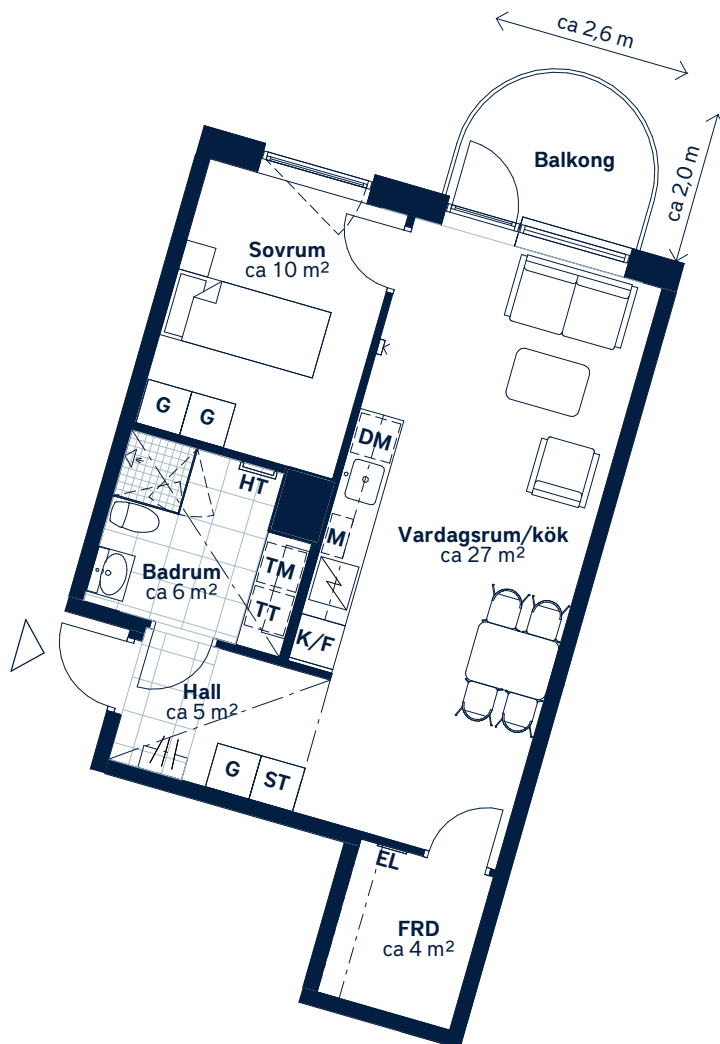 ca 2,6 m
ca 2,0 m
Balkong
Sovrum
ca 10 m²
G
G
DM
HT
M
Vardagsrum/kök
ca 27 m²
Badrum
ca 6 m²
TM
TT
K/F
Hall
ca 5 m²
G
ST
EL
FRD
ca 4 m²